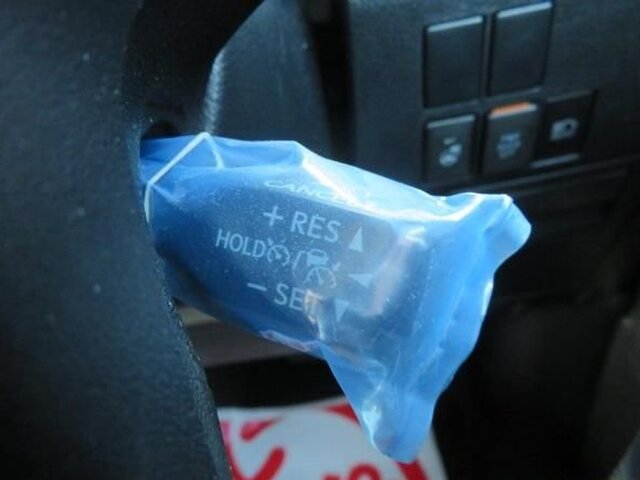 CANCEL
+ RES
HOLD /
- SET